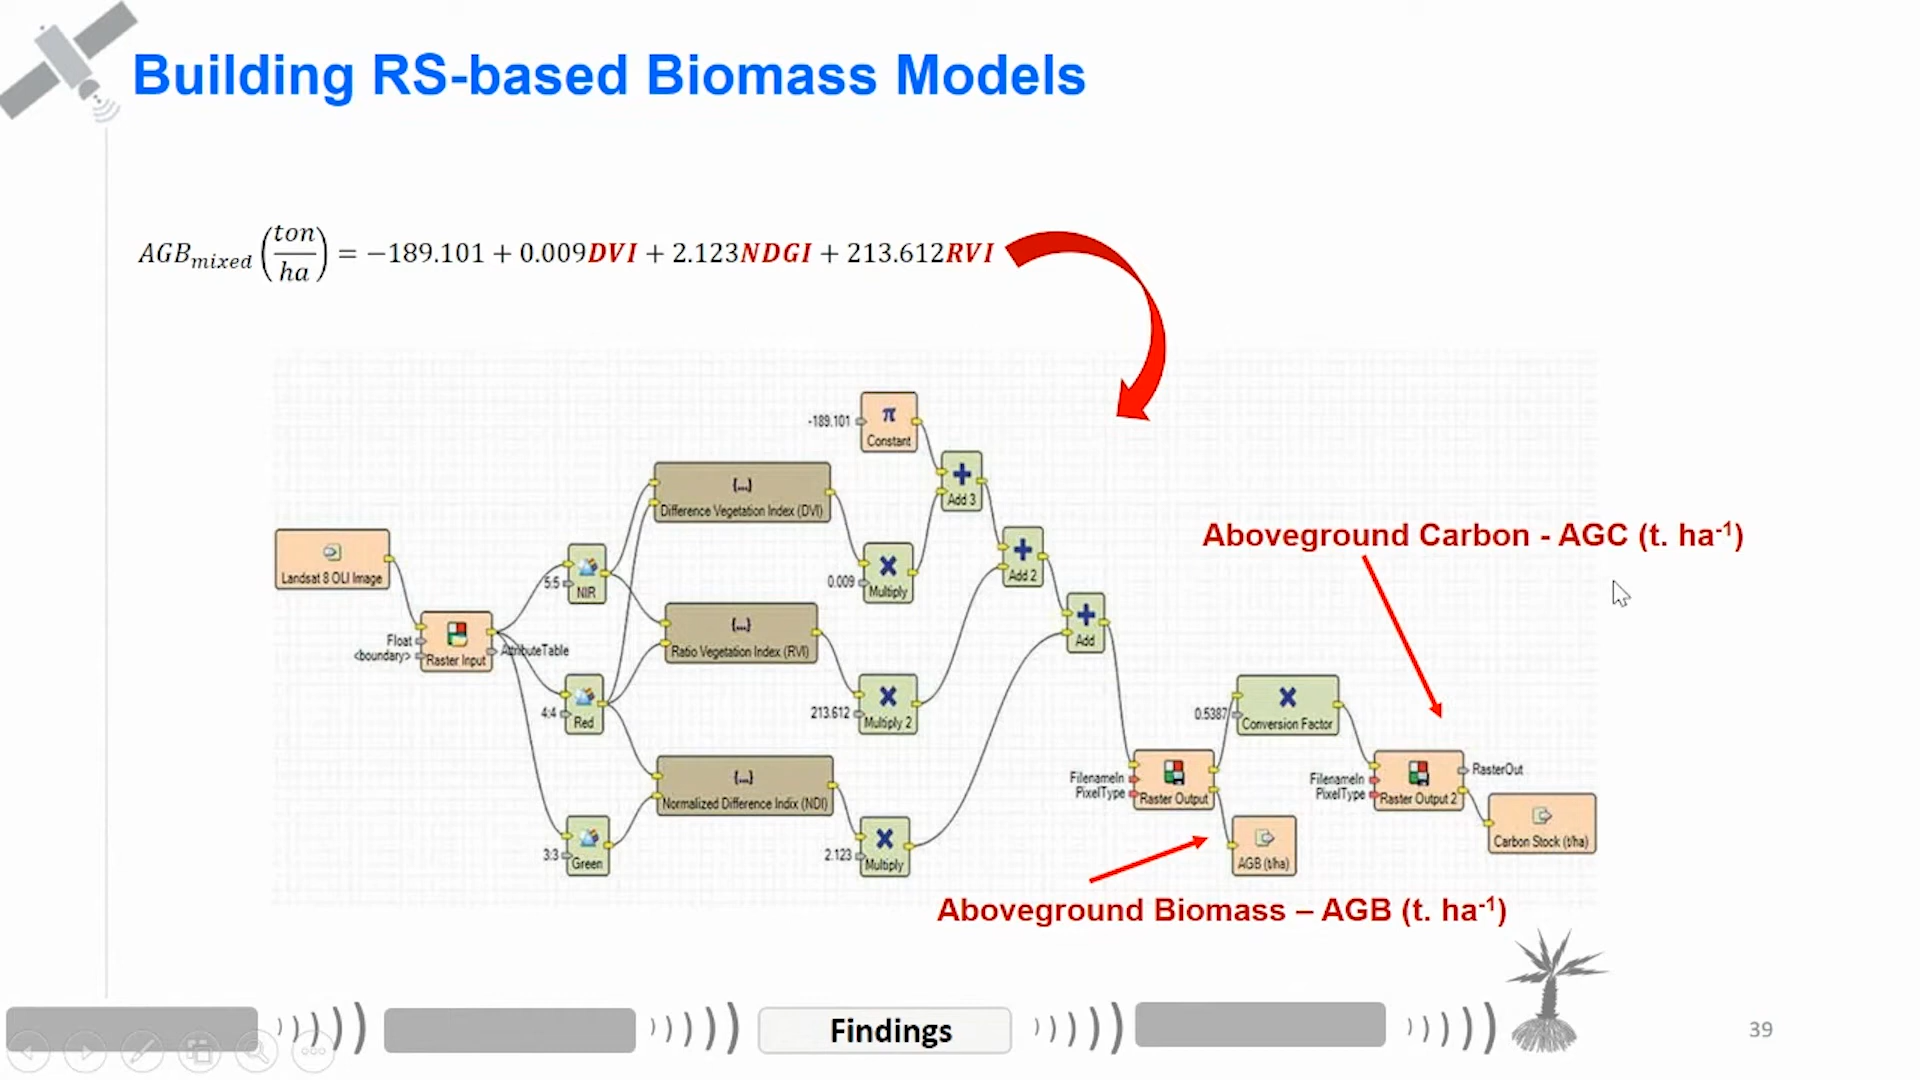 Building RS-based Biomass Models
AGB_mixed (ton/ha) = −189.101 + 0.009DVI + 2.123NDGI + 213.612RVI
-189.101
π
Constant
Add 3
{...}
Difference Vegetation Index (DVI)
Landsat 8 OLI Image
5:5
NIR
0.009
Multiply
Add 2
Aboveground Carbon - AGC (t. ha⁻¹)
Float
<boundary>
Raster Input
AttributeTable
{...}
Ratio Vegetation Index (RVI)
Add
4:4
Red
213.612
Multiply 2
0.5387
Conversion Factor
{...}
Normalized Difference Indix (NDI)
FilenameIn
PixelType
Raster Output
FilenameIn
PixelType
Raster Output 2
RasterOut
3:3
Green
2.123
Multiply
AGB (t/ha)
Carbon Stock (t/ha)
Aboveground Biomass – AGB (t. ha⁻¹)
Findings
39